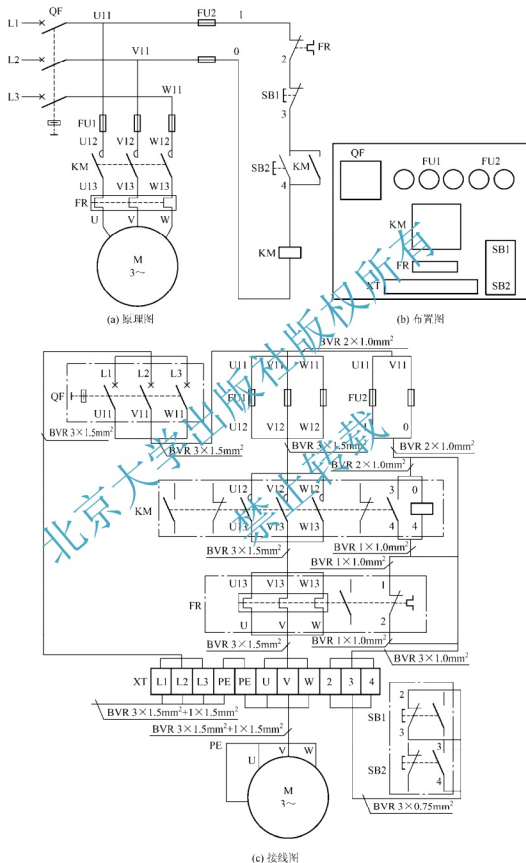 L1 QF U11 FU2 1
L2 V11 0 FR
2
L3 W11
SB1
3
FU1
U12 V12 W12
KM SB2 KM
U13 V13 W13 4
FR
U V W
KM
M
3～
(a) 原理图
QF FU1 FU2
KM
SB1
FR
XT SB2
(b) 布置图
BVR 2×1.0mm²
L1 L2 L3 U11 V11 W11 U11 V11
QF FU1 FU2
U11 V11 W11 U12 V12 W12 1 0
BVR 3×1.5mm² BVR 3×1.5mm² BVR 3×1.5mm² BVR 2×1.0mm²
BVR 2×1.0mm²
U12 V12 W12 3 0
KM
U13 V13 W13 4 4
BVR 3×1.5mm² BVR 1×1.0mm²
BVR 1×1.0mm²
U13 V13 W13 1
FR
U V W 2
BVR 3×1.5mm² BVR 1×1.0mm²
BVR 3×1.0mm²
XT L1 L2 L3 PE PE U V W 2 3 4
BVR 3×1.5mm²+1×1.5mm²
BVR 3×1.5mm²+1×1.5mm²
2
SB1
3
PE U V W
3
SB2
4
M
3～
BVR 3×0.75mm²
(c) 接线图
北京大学出版社版权所有
禁止转载